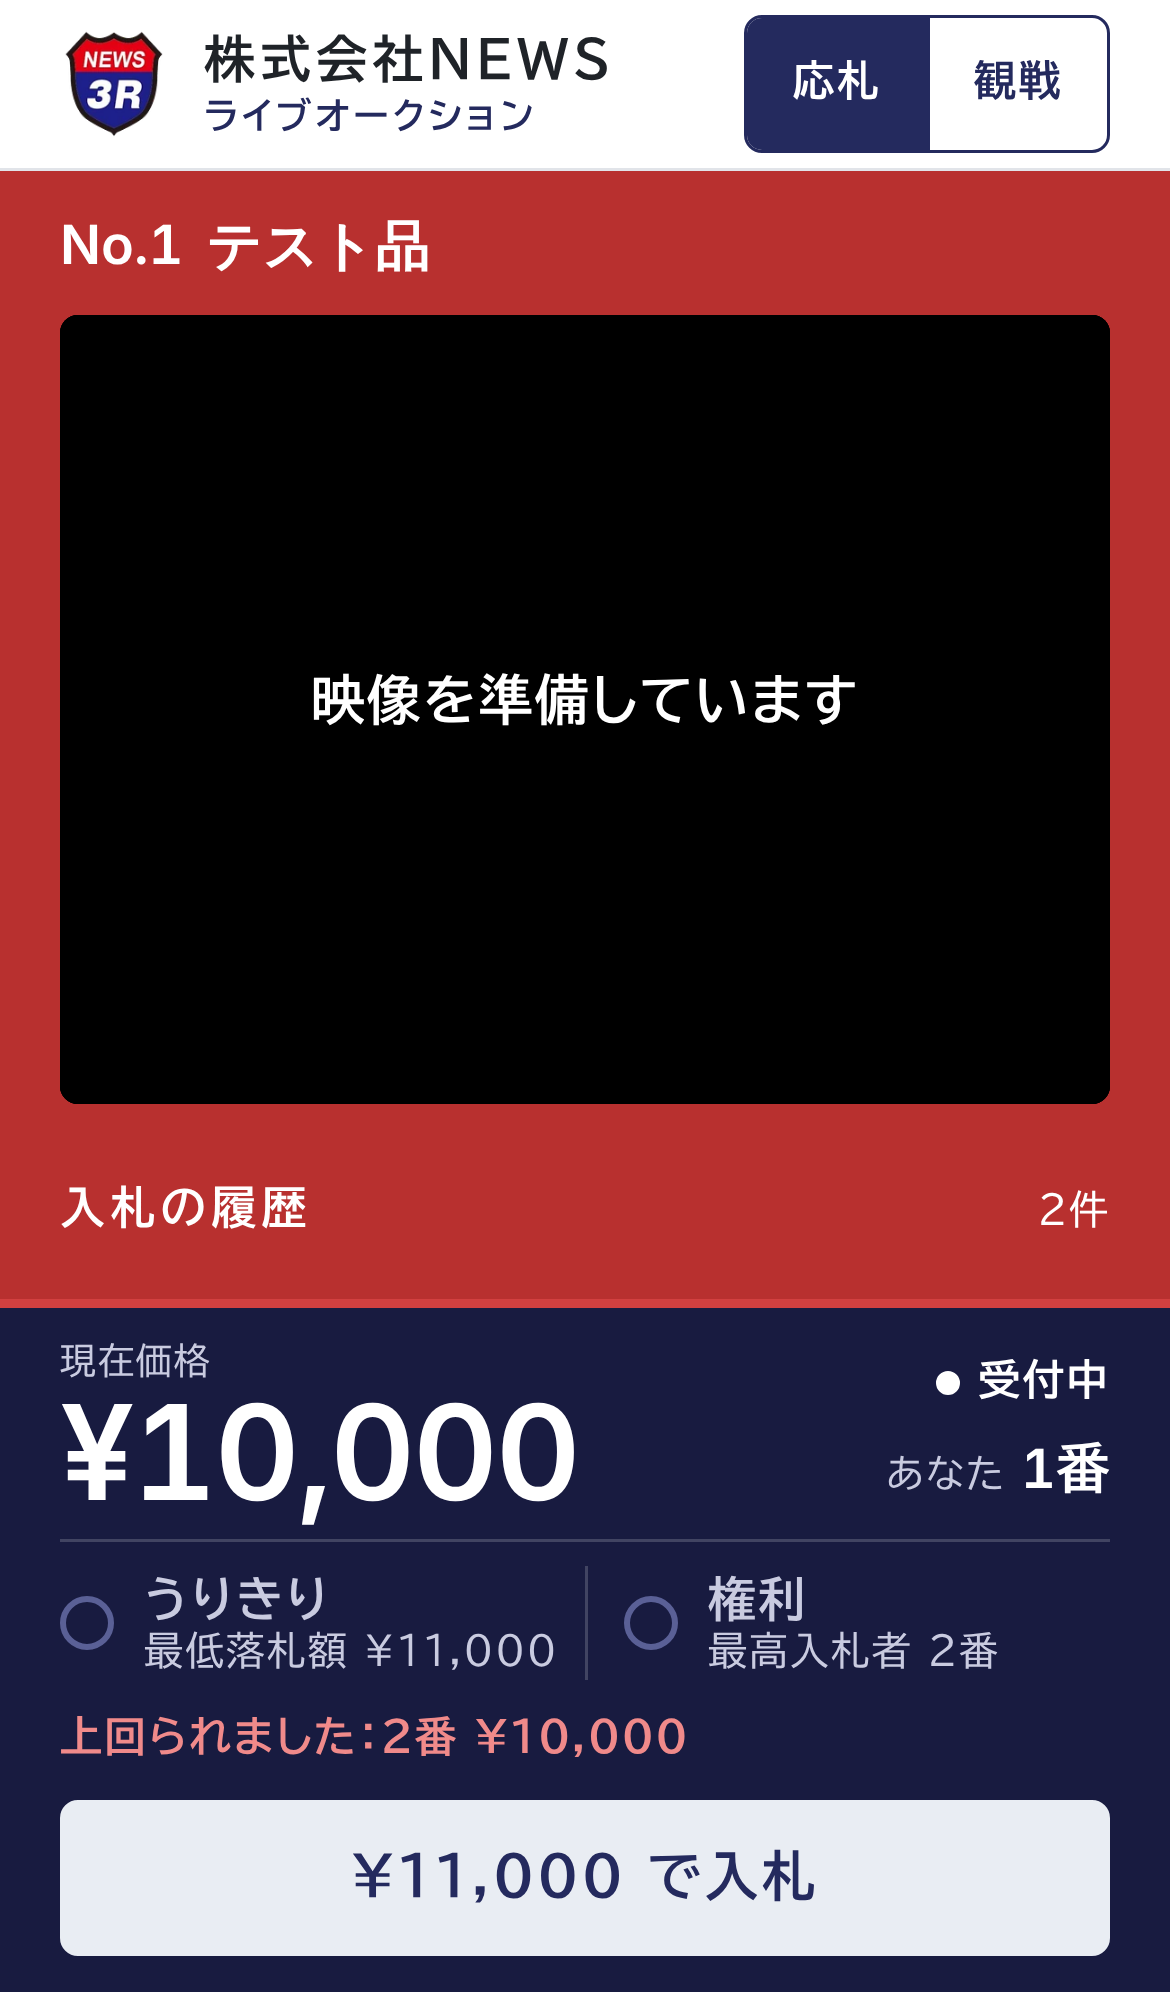 NEWS
3R
株式会社NEWS
ライブオークション
応札
観戦
No.1 テスト品
映像を準備しています
入札の履歴
2件
現在価格
¥10,000
受付中
あなた 1番
うりきり
最低落札額 ¥11,000
権利
最高入札者 2番
上回られました:2番 ¥10,000
¥11,000 で入札